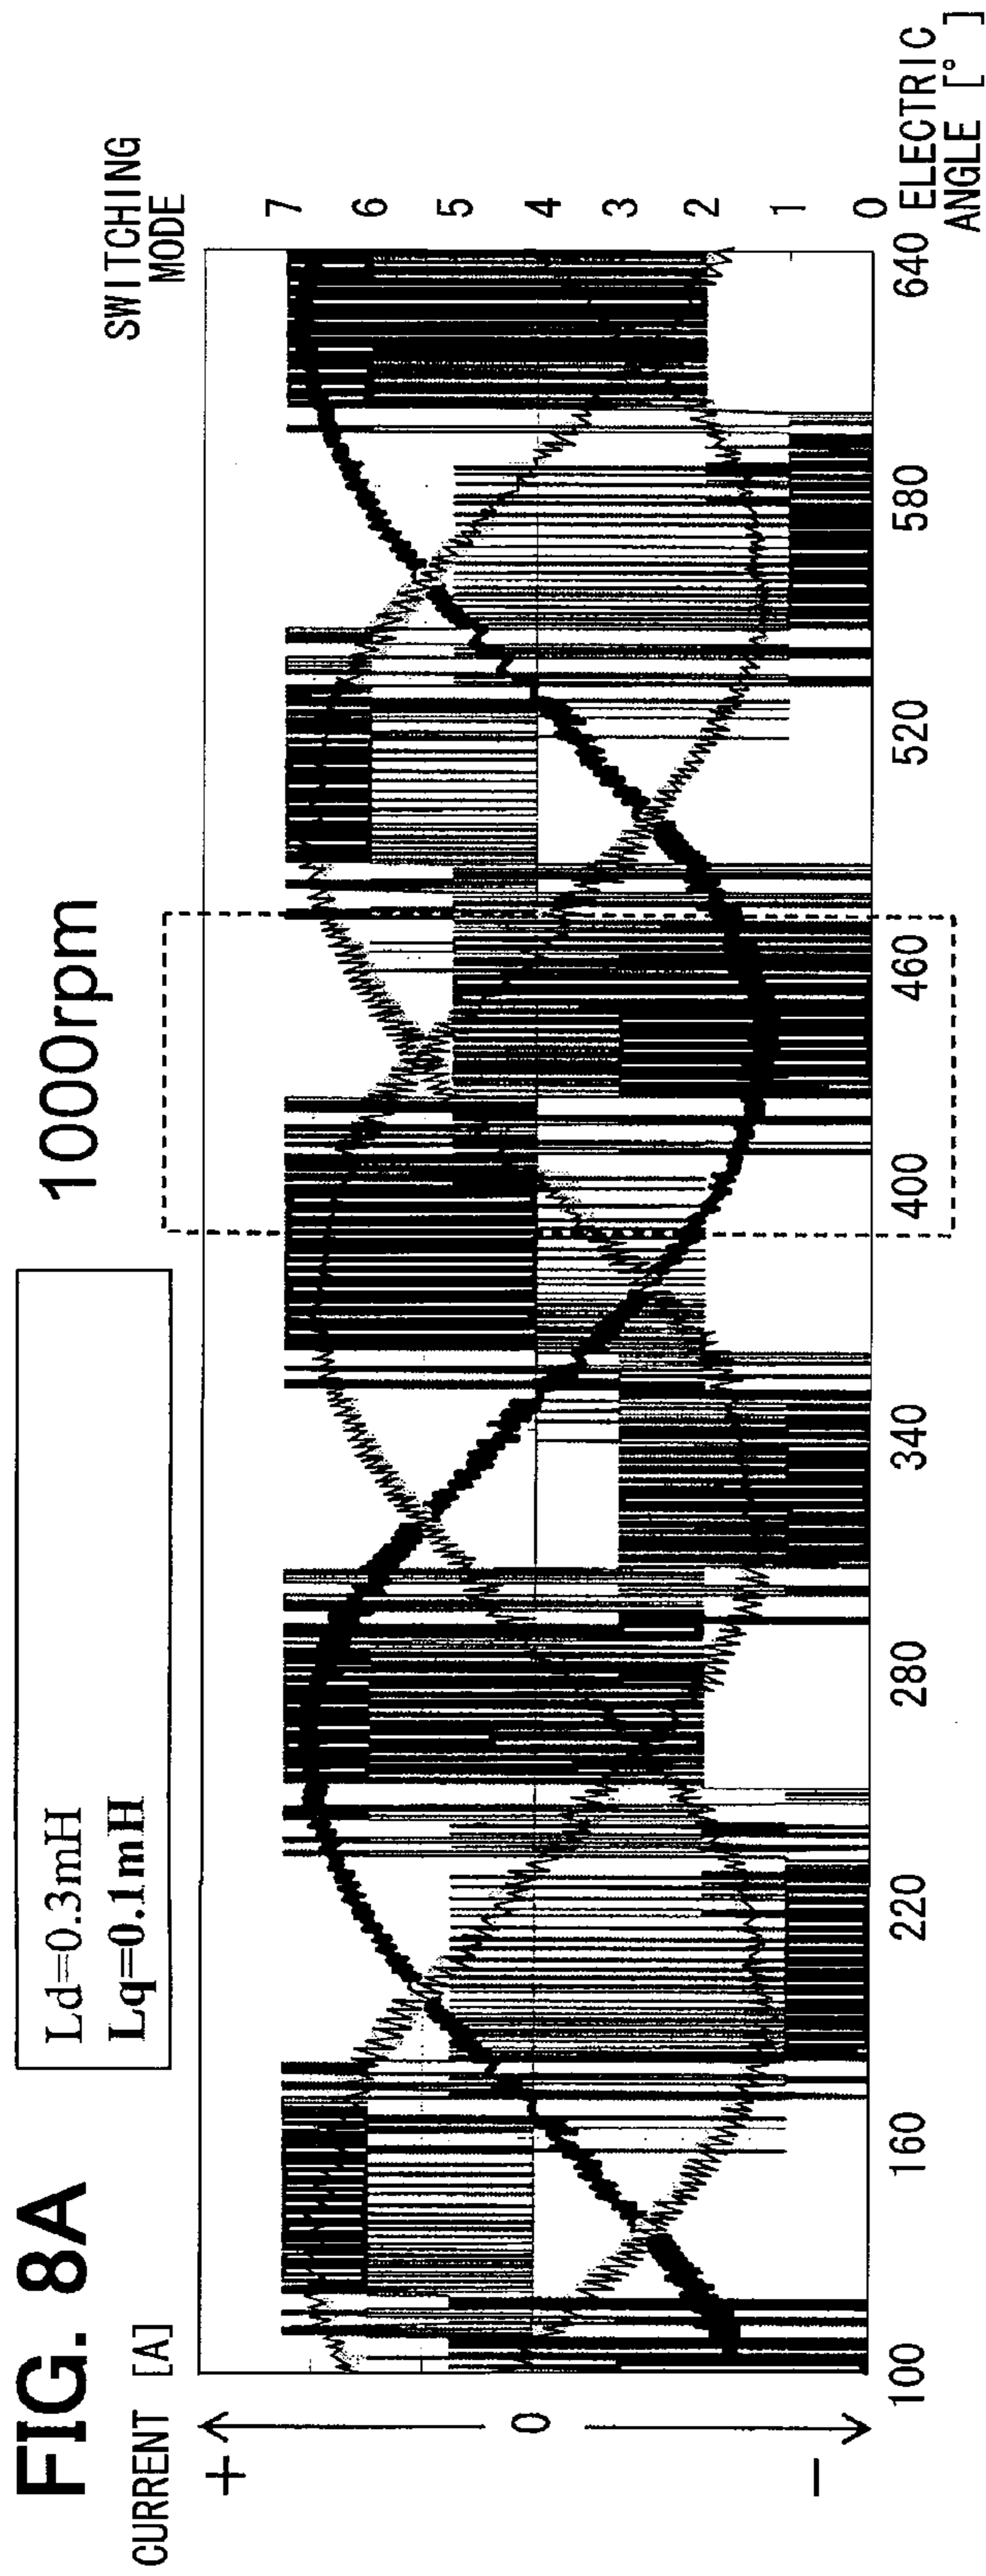 FIG. 8A
Ld=0.3mH
Lq=0.1mH
1000rpm
CURRENT [A]
SWITCHING
MODE
+
0
−
7
6
5
4
3
2
1
0
100
160
220
280
340
400
460
520
580
640
ELECTRIC
ANGLE [° ]